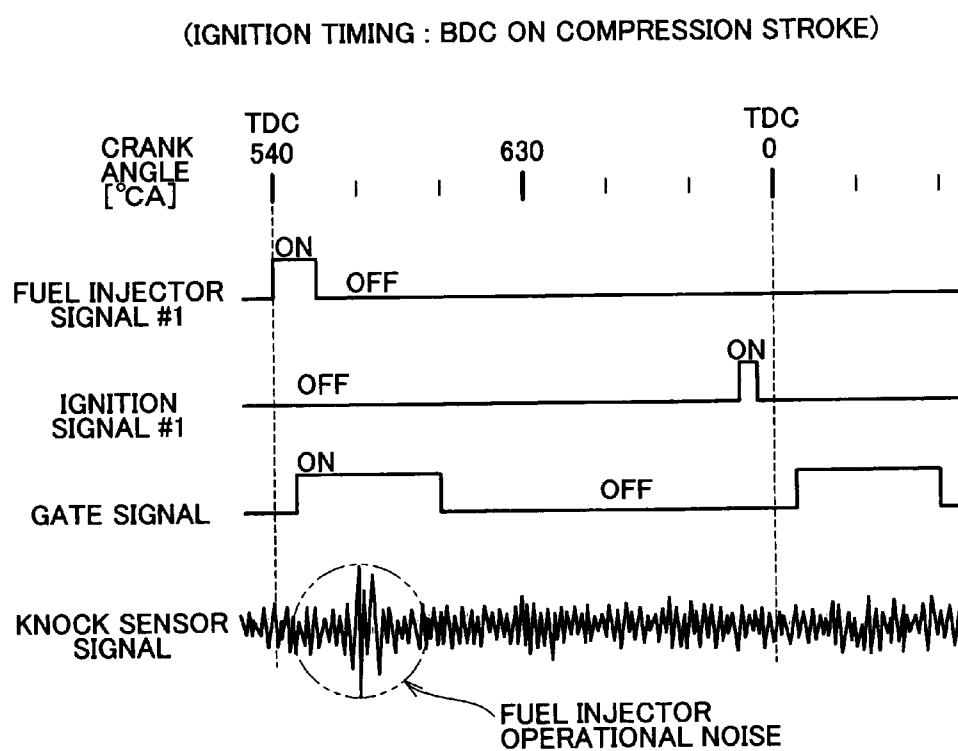 (IGNITION TIMING : BDC ON COMPRESSION STROKE)
TDC TDC
CRANK 540 630 0
ANGLE
[°CA]
ON
FUEL INJECTOR OFF
SIGNAL #1
ON
OFF
IGNITION
SIGNAL #1
ON
OFF
GATE SIGNAL
KNOCK SENSOR
SIGNAL
FUEL INJECTOR
OPERATIONAL NOISE